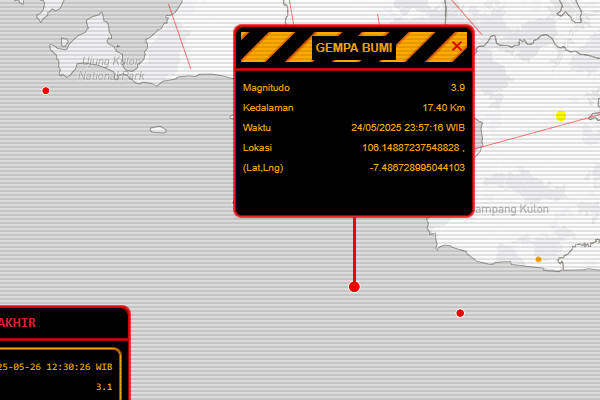 GEMPA BUMI
Magnitudo 3.9
Kedalaman 17.40 Km
Waktu 24/05/2025 23:57:16 WIB
Lokasi 106.14887237548828 ,
(Lat,Lng) -7.486728995044103
Ujung Kulon
National Park
ampang Kulon
AKHIR
25-05-26 12:30:26 WIB
3.1